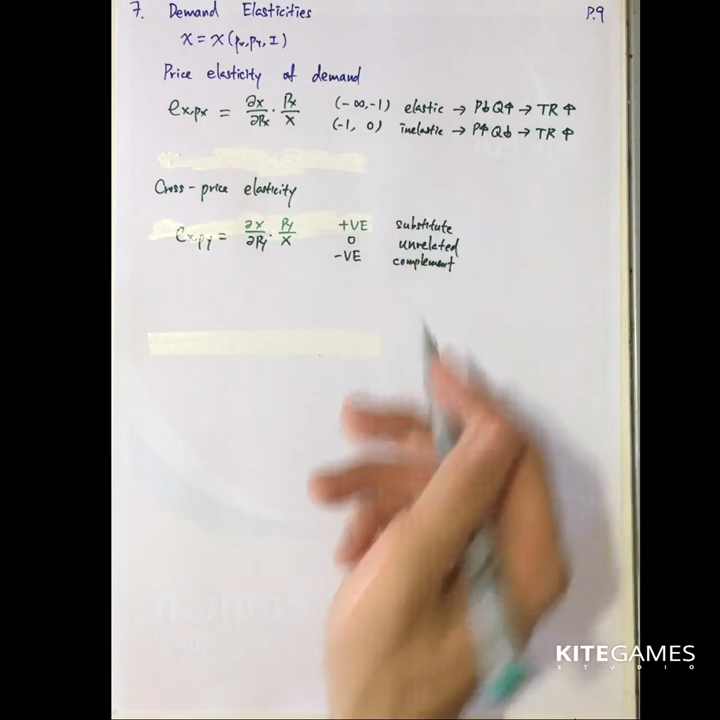 7. Demand Elasticities P.9
X = X(Px, Py, I)
Price elasticity of demand
ex,px = ∂X/∂Px · Px/X (-∞,-1) elastic → P↓ Q↑ → TR ↑
(-1, 0) inelastic → P↑ Q↓ → TR ↑
Cross-price elasticity
ex,py = ∂X/∂Py · Py/X +VE substitute
0 unrelated
-VE complement
KITEGAMES
STUDIO